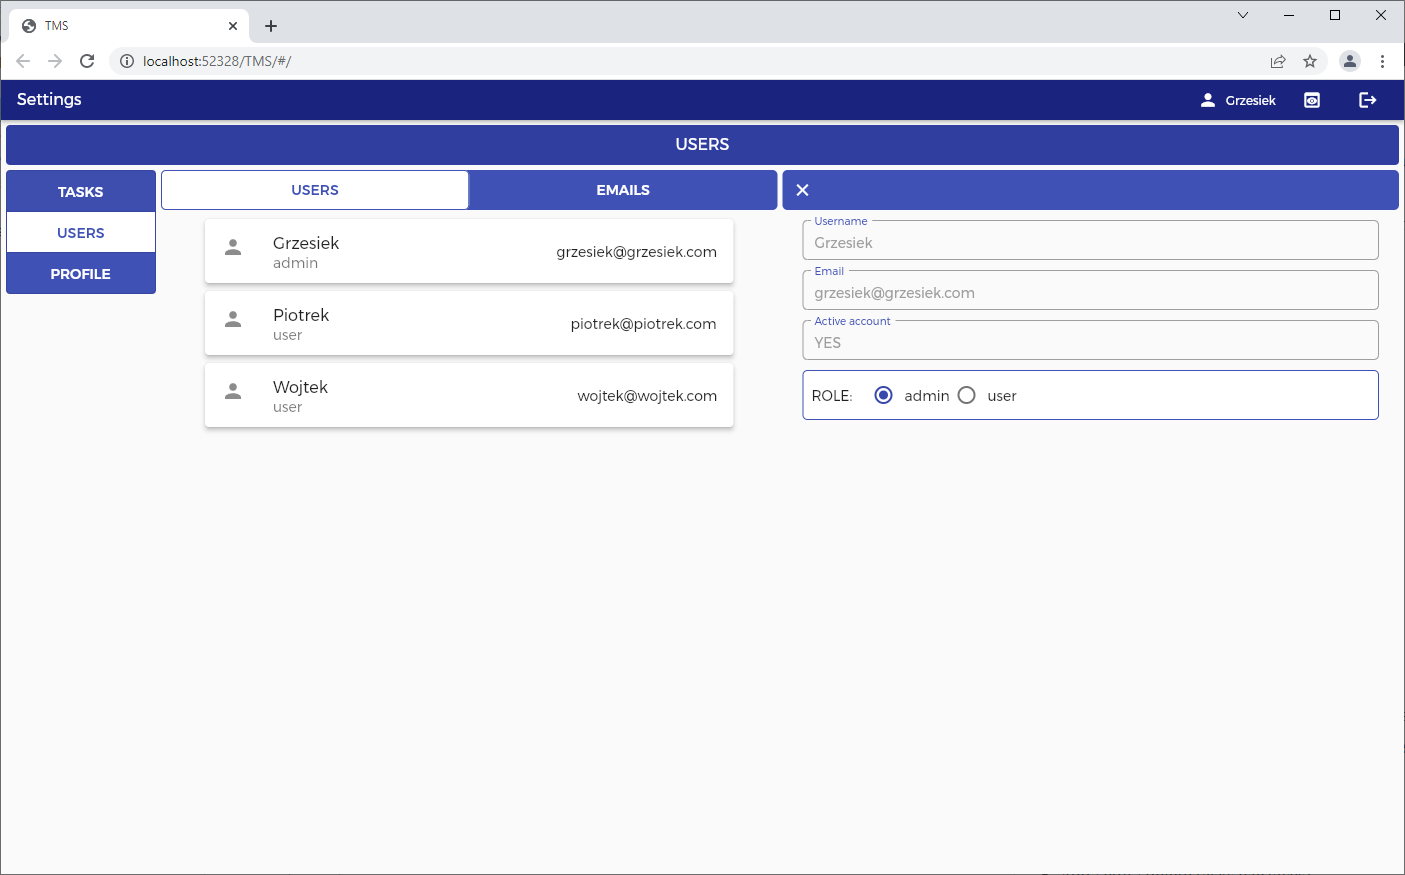 TMS
localhost:52328/TMS/#/
Settings
Grzesiek
USERS
TASKS
USERS
PROFILE
USERS
EMAILS
Grzesiek
admin
grzesiek@grzesiek.com
Piotrek
user
piotrek@piotrek.com
Wojtek
user
wojtek@wojtek.com
Username
Grzesiek
Email
grzesiek@grzesiek.com
Active account
YES
ROLE: admin user